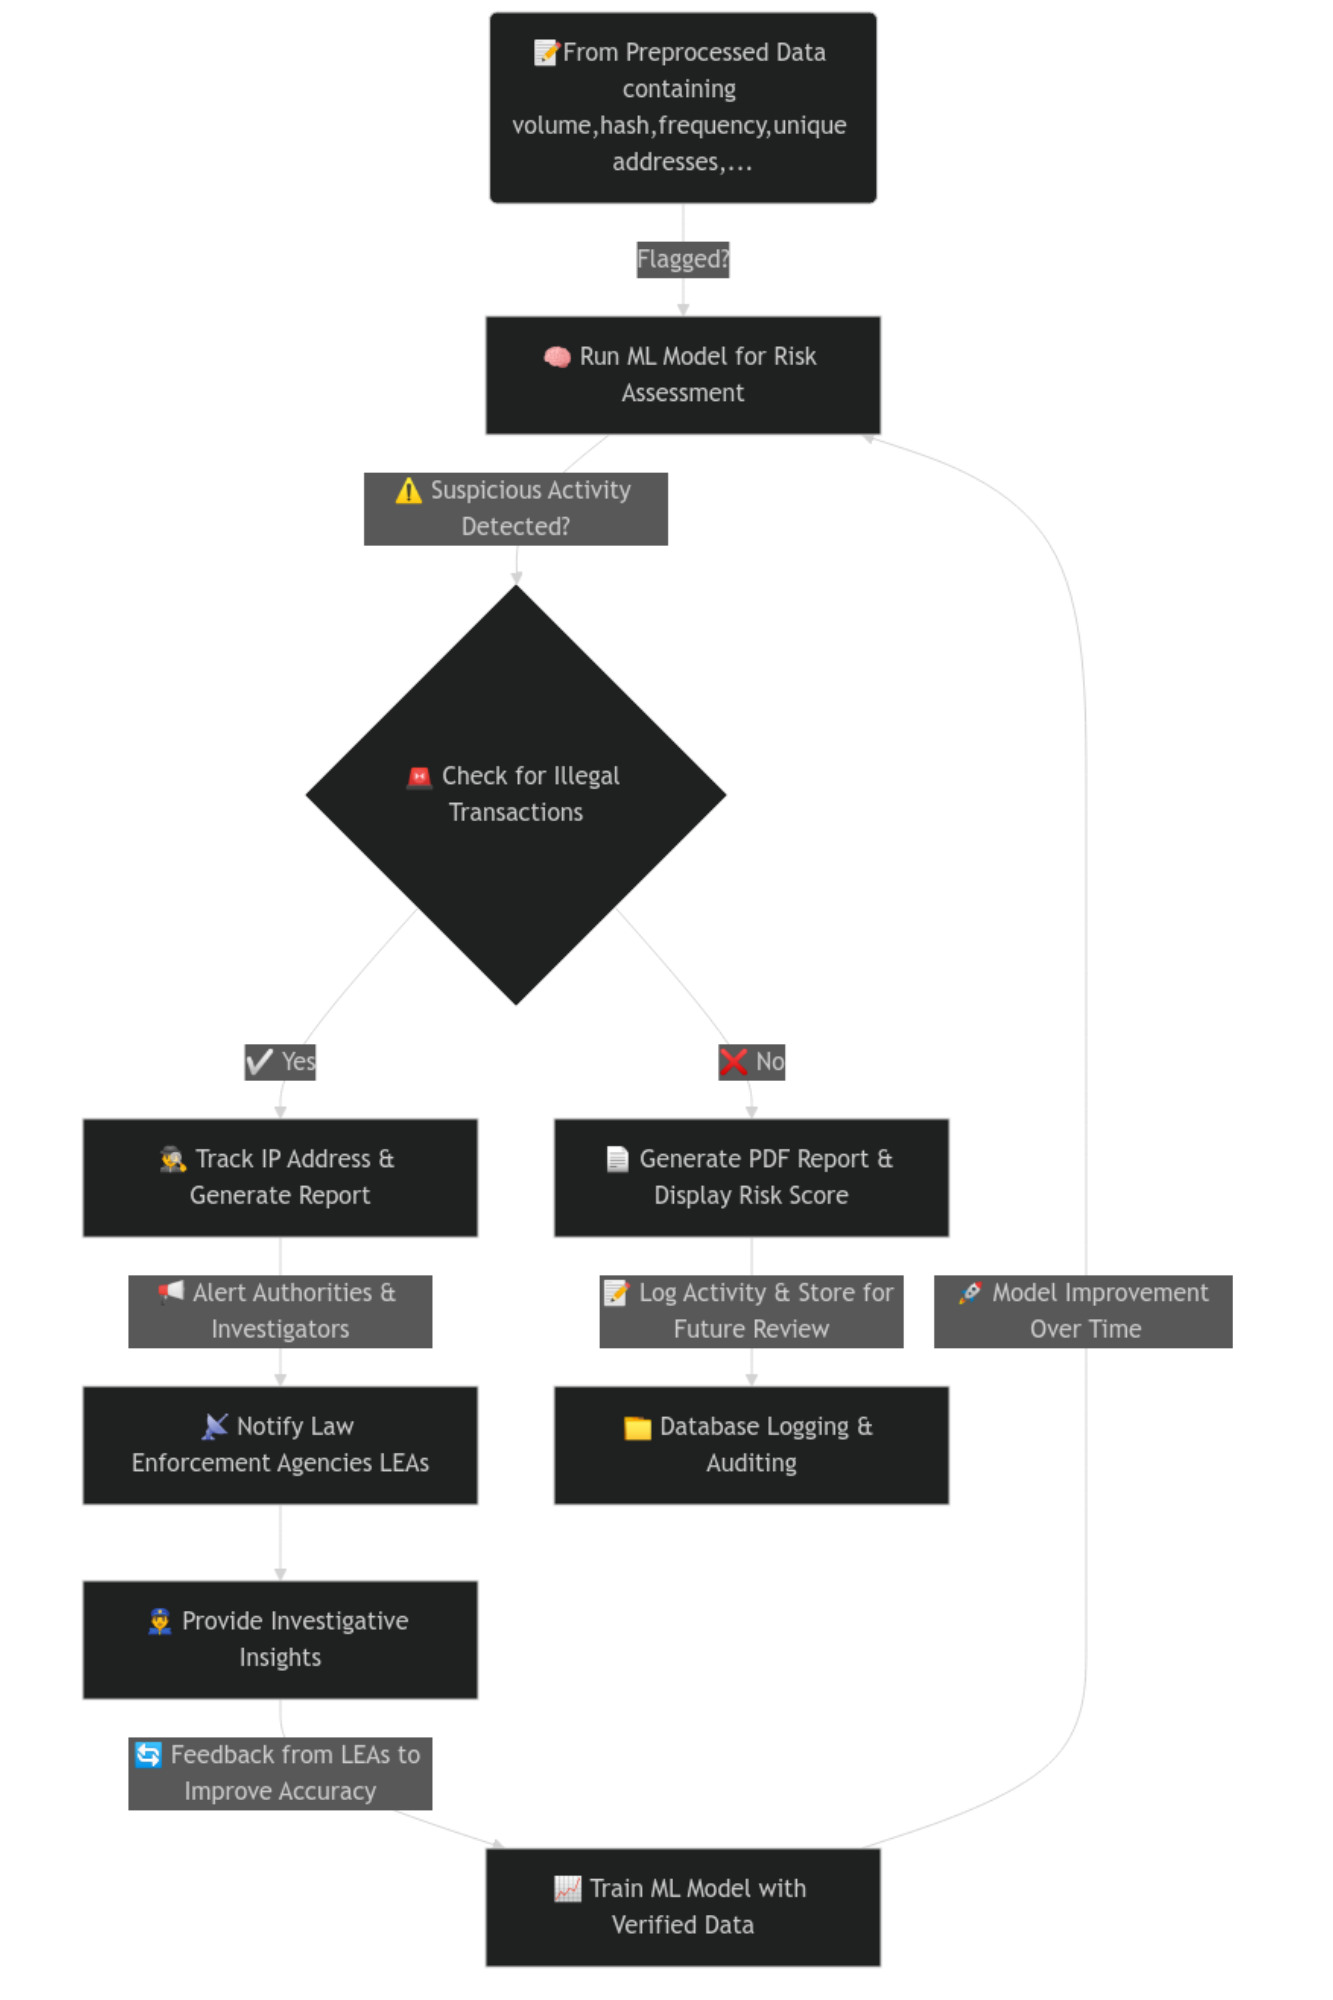 📝From Preprocessed Data
containing
volume,hash,frequency,unique
addresses,...
Flagged?
🧠 Run ML Model for Risk
Assessment
⚠️ Suspicious Activity
Detected?
🚨 Check for Illegal
Transactions
✔️ Yes
❌ No
🕵️ Track IP Address &
Generate Report
📄 Generate PDF Report &
Display Risk Score
📢 Alert Authorities &
Investigators
📝 Log Activity & Store for
Future Review
🚀 Model Improvement
Over Time
📡 Notify Law
Enforcement Agencies LEAs
📂 Database Logging &
Auditing
👮 Provide Investigative
Insights
🔄 Feedback from LEAs to
Improve Accuracy
📈 Train ML Model with
Verified Data